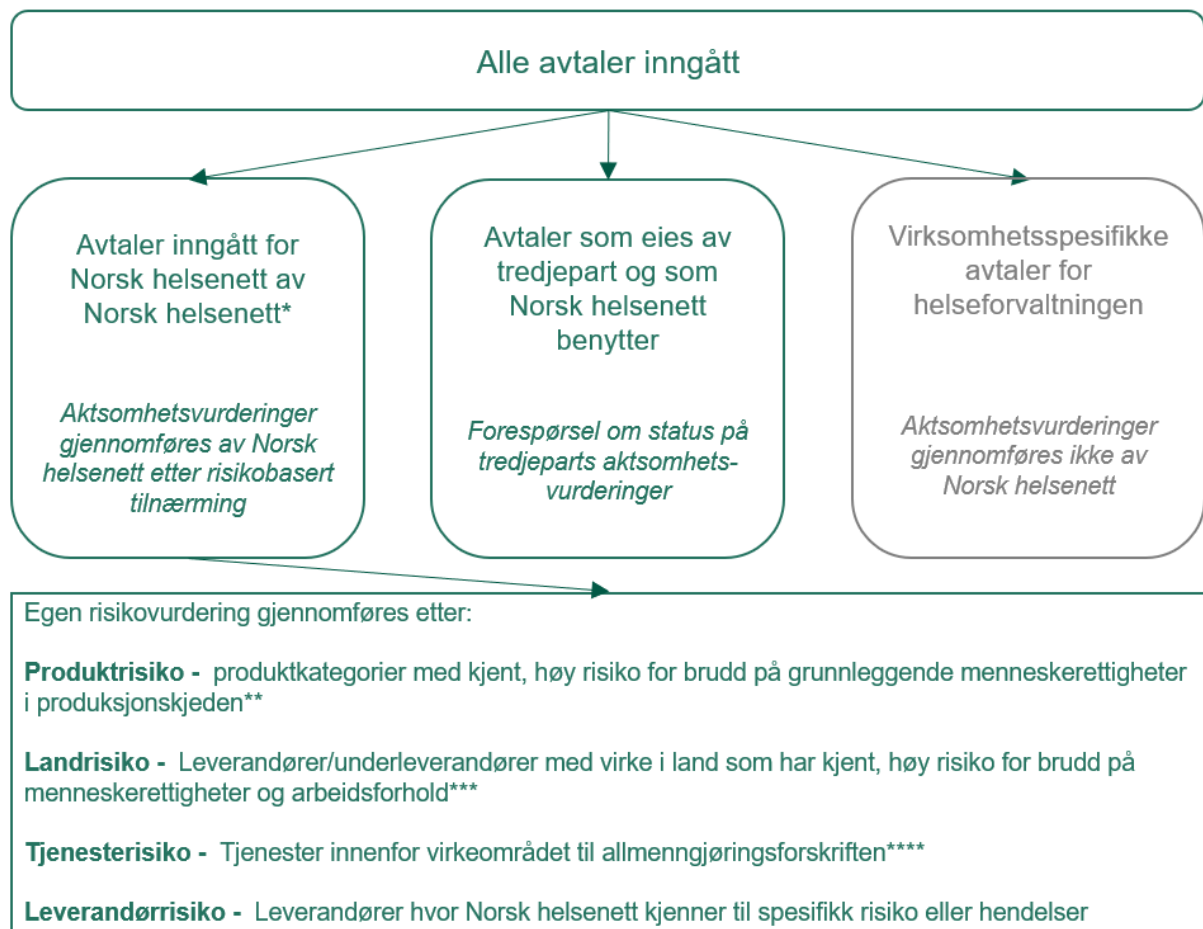 Alle avtaler inngått
Avtaler inngått for
Norsk helsenett av
Norsk helsenett*
Aktsomhetsvurderinger
gjennomføres av Norsk
helsenett etter risikobasert
tilnærming
Avtaler som eies av
tredjepart og som
Norsk helsenett
benytter
Forespørsel om status på
tredjeparts aktsomhets-
vurderinger
Virksomhetsspesifikke
avtaler for
helseforvaltningen
Aktsomhetsvurderinger
gjennomføres ikke av
Norsk helsenett
Egen risikovurdering gjennomføres etter:
Produktrisiko - produktkategorier med kjent, høy risiko for brudd på grunnleggende menneskerettigheter
i produksjonskjeden**
Landrisiko - Leverandører/underleverandører med virke i land som har kjent, høy risiko for brudd på
menneskerettigheter og arbeidsforhold***
Tjenesterisiko - Tjenester innenfor virkeområdet til allmenngjøringsforskriften****
Leverandørrisiko - Leverandører hvor Norsk helsenett kjenner til spesifikk risiko eller hendelser